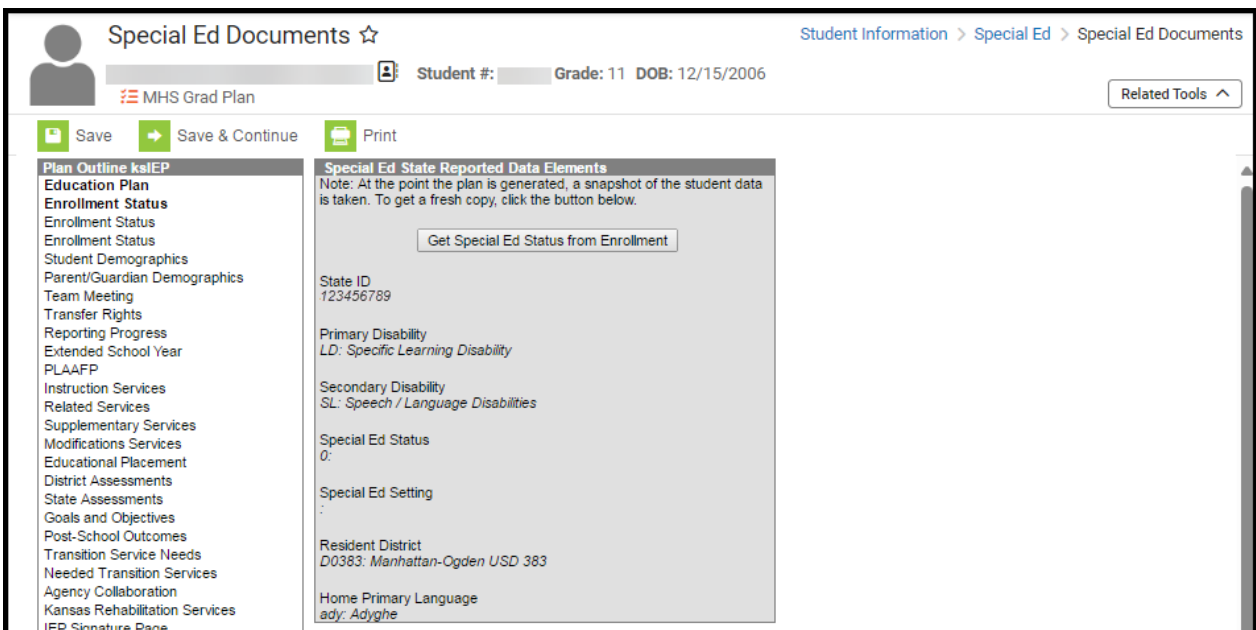 Special Ed Documents
Student Information > Special Ed > Special Ed Documents
Student #: Grade: 11 DOB: 12/15/2006
MHS Grad Plan
Related Tools
Save Save & Continue Print
Plan Outline ksIEP
Education Plan
Enrollment Status
Enrollment Status
Enrollment Status
Student Demographics
Parent/Guardian Demographics
Team Meeting
Transfer Rights
Reporting Progress
Extended School Year
PLAAFP
Instruction Services
Related Services
Supplementary Services
Modifications Services
Educational Placement
District Assessments
State Assessments
Goals and Objectives
Post-School Outcomes
Transition Service Needs
Needed Transition Services
Agency Collaboration
Kansas Rehabilitation Services
IEP Signature Page
Special Ed State Reported Data Elements
Note: At the point the plan is generated, a snapshot of the student data
is taken. To get a fresh copy, click the button below.
Get Special Ed Status from Enrollment
State ID
123456789
Primary Disability
LD: Specific Learning Disability
Secondary Disability
SL: Speech / Language Disabilities
Special Ed Status
0:
Special Ed Setting
:
Resident District
D0383: Manhattan-Ogden USD 383
Home Primary Language
ady: Adyghe